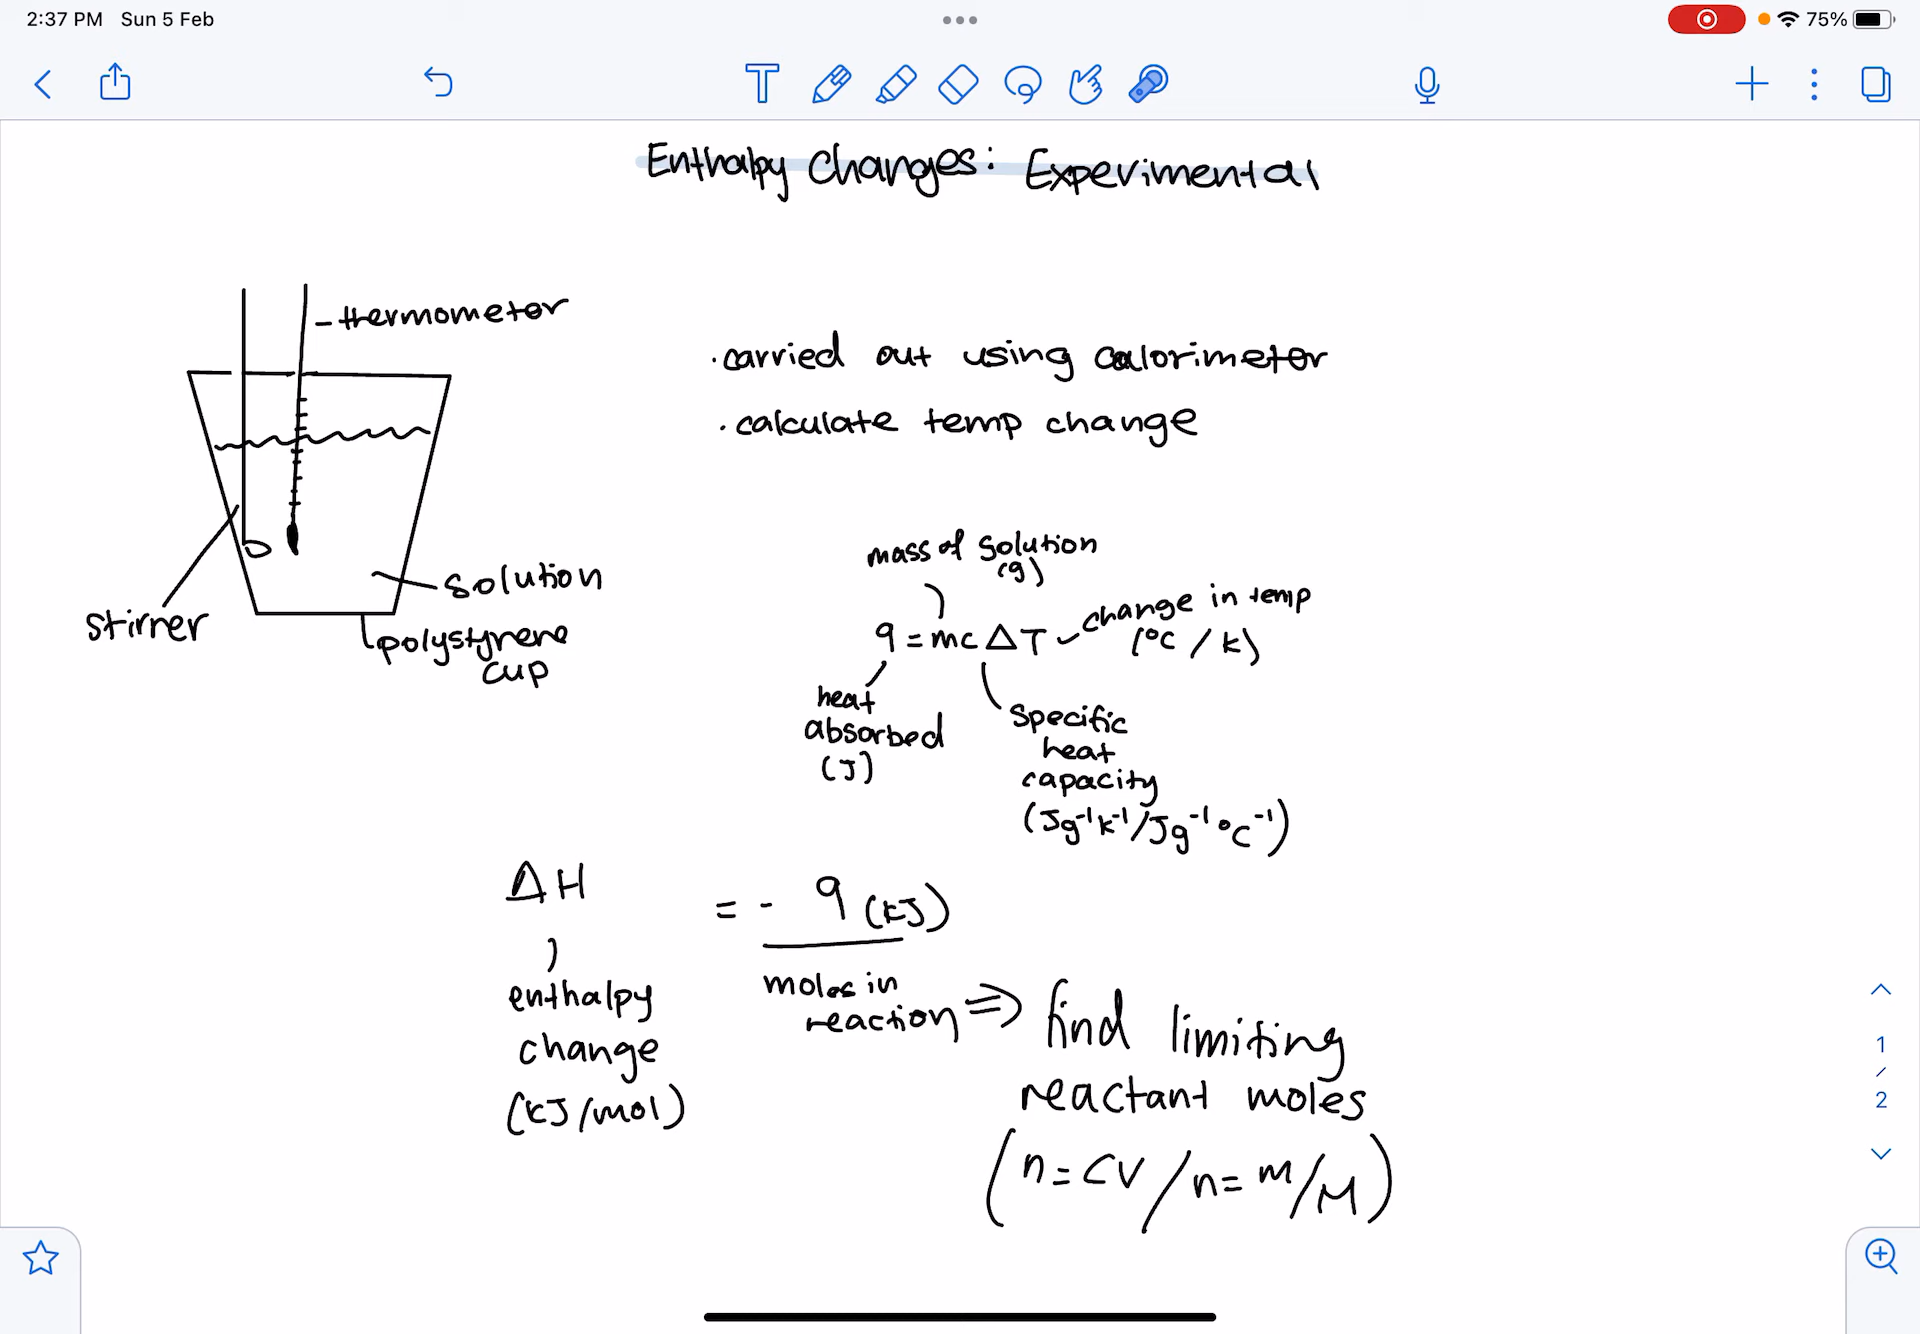 2:37 PM Sun 5 Feb
75%
Enthalpy Changes: Experimental
- thermometer
· carried out using calorimeter
· calculate temp change
stirrer
solution
polystyrene
cup
mass of solution
(g)
q = mc ΔT
change in temp
(°C / K)
heat
absorbed
(J)
specific
heat
capacity
(Jg⁻¹K⁻¹/Jg⁻¹°C⁻¹)
ΔH = - q (kJ)
enthalpy
change
(kJ/mol)
moles in
reaction ⇒ find limiting
reactant moles
(n = CV / n = m/M)
1
/
2